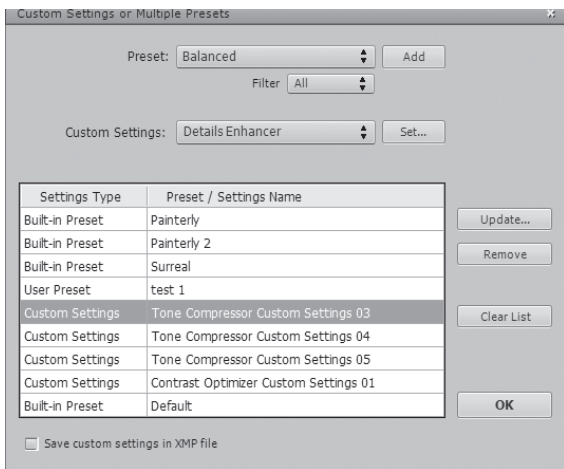 Custom Settings or Multiple Presets
Preset: Balanced Add
Filter All
Custom Settings: Details Enhancer Set...
Settings Type Preset / Settings Name
Built-in Preset Painterly
Built-in Preset Painterly 2
Built-in Preset Surreal
User Preset test 1
Custom Settings Tone Compressor Custom Settings 03
Custom Settings Tone Compressor Custom Settings 04
Custom Settings Tone Compressor Custom Settings 05
Custom Settings Contrast Optimizer Custom Settings 01
Built-in Preset Default
Update...
Remove
Clear List
OK
Save custom settings in XMP file